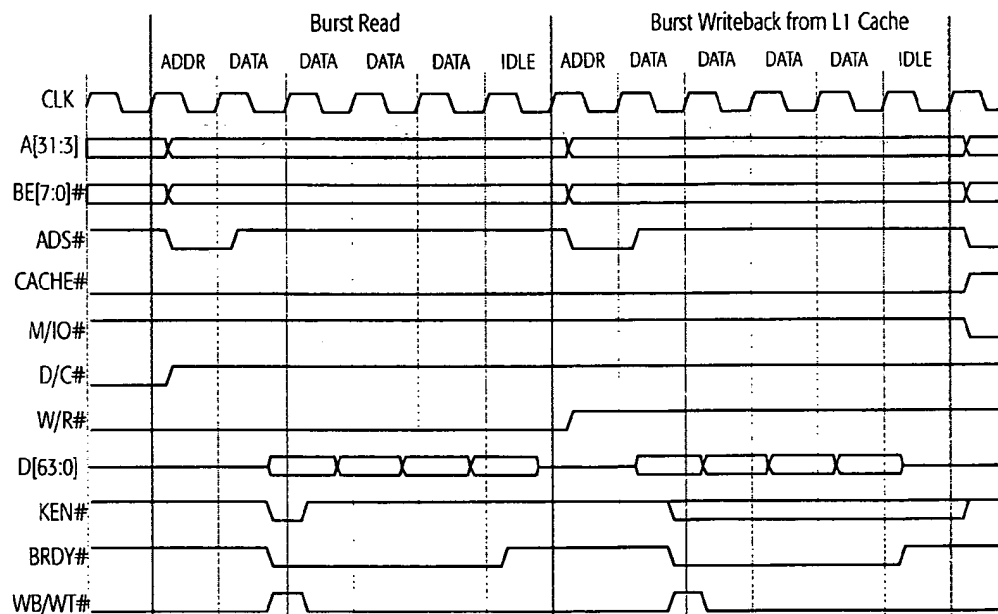 Burst Read Burst Writeback from L1 Cache
ADDR DATA DATA DATA DATA IDLE ADDR DATA DATA DATA DATA IDLE
CLK
A[31:3]
BE[7:0]#
ADS#
CACHE#
M/IO#
D/C#
W/R#
D[63:0]
KEN#
BRDY#
WB/WT#